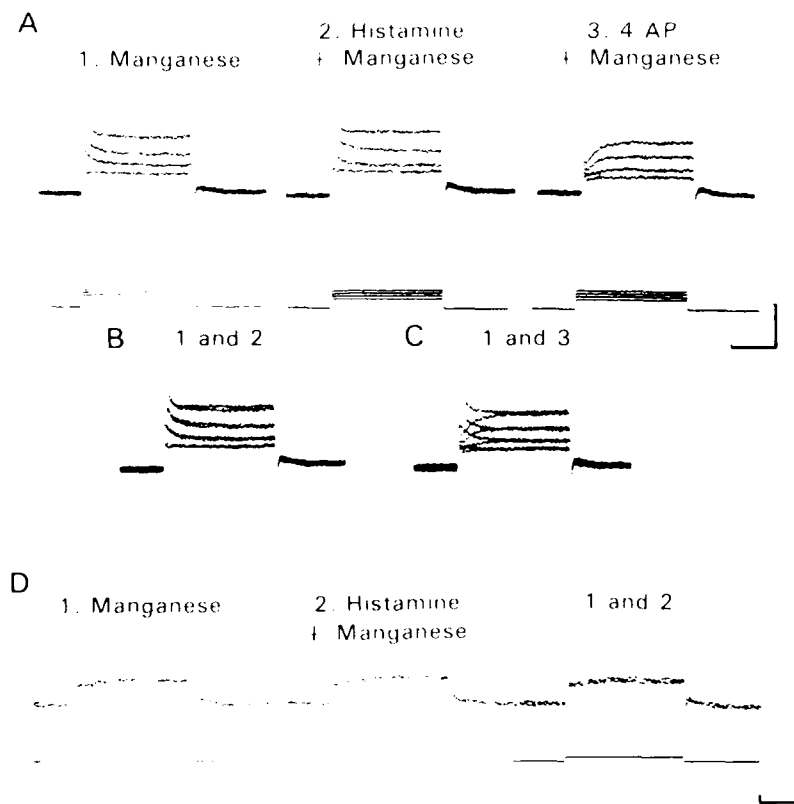 A
1. Manganese
2. Histamine
+ Manganese
3. 4 AP
+ Manganese
B 1 and 2
C 1 and 3
D
1. Manganese
2. Histamine
+ Manganese
1 and 2